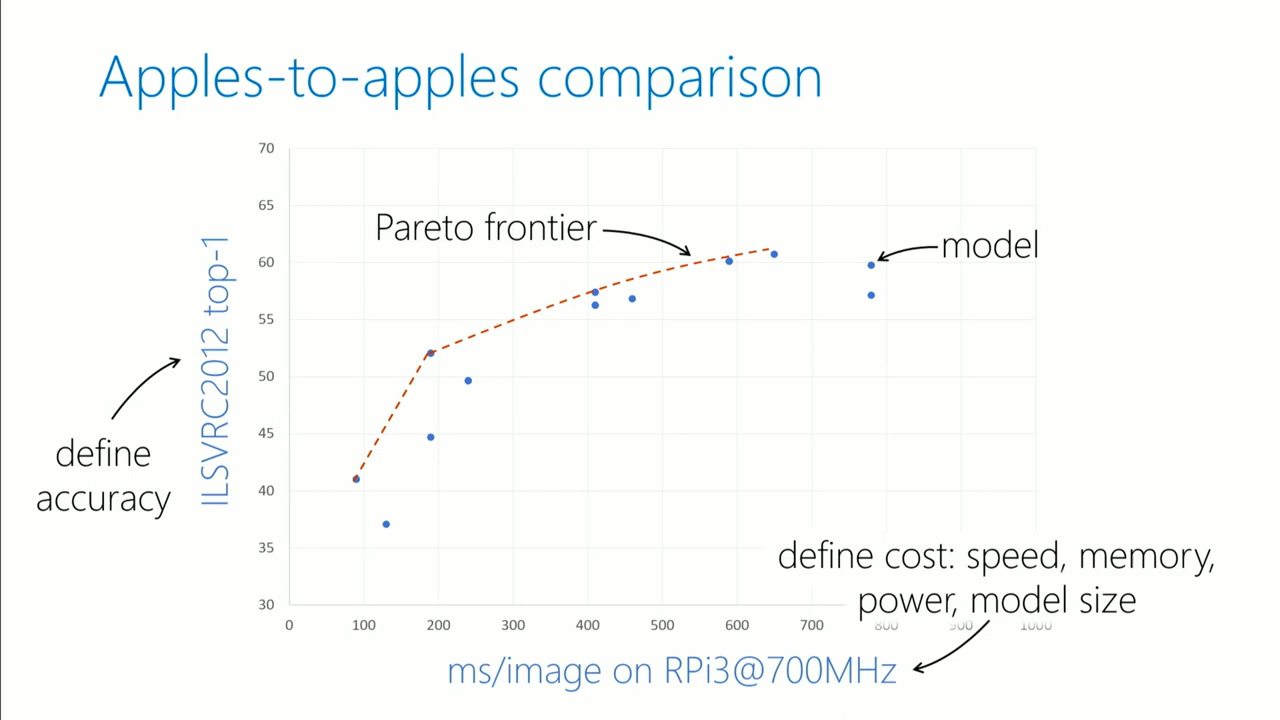 Apples-to-apples comparison
70
65
60
55
50
45
40
35
30
0 100 200 300 400 500 600 700 800 900 1000
ILSVRC2012 top-1
ms/image on RPi3@700MHz
Pareto frontier
model
define
accuracy
define cost: speed, memory,
power, model size